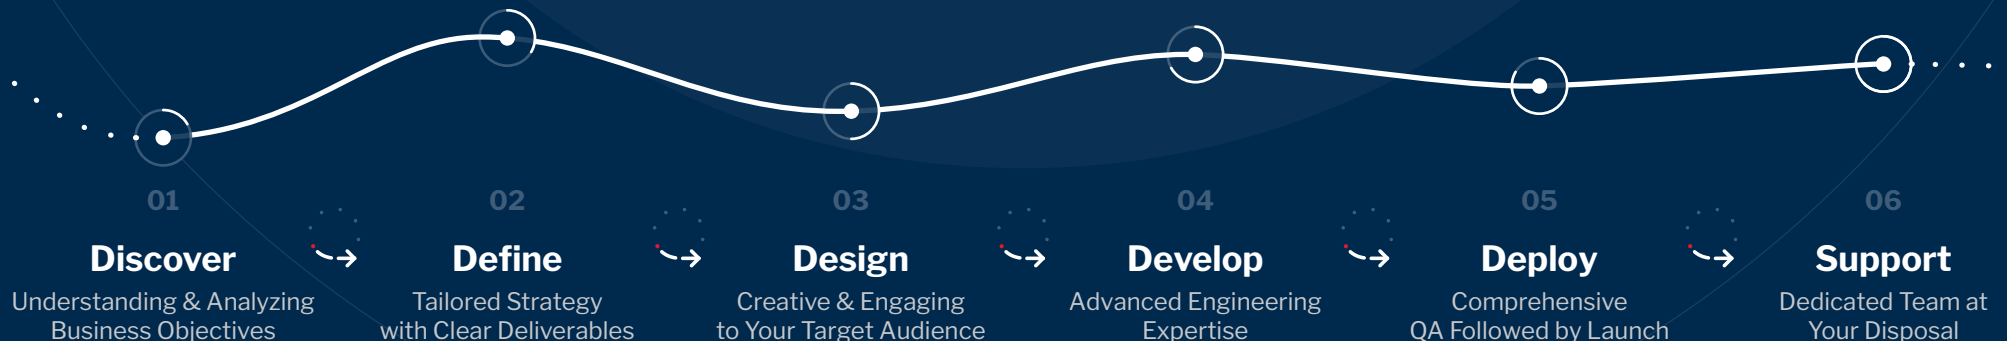 01
02
03
04
05
06
Discover
Define
Design
Develop
Deploy
Support
Understanding & Analyzing
Business Objectives
Tailored Strategy
with Clear Deliverables
Creative & Engaging
to Your Target Audience
Advanced Engineering
Expertise
Comprehensive
QA Followed by Launch
Dedicated Team at
Your Disposal